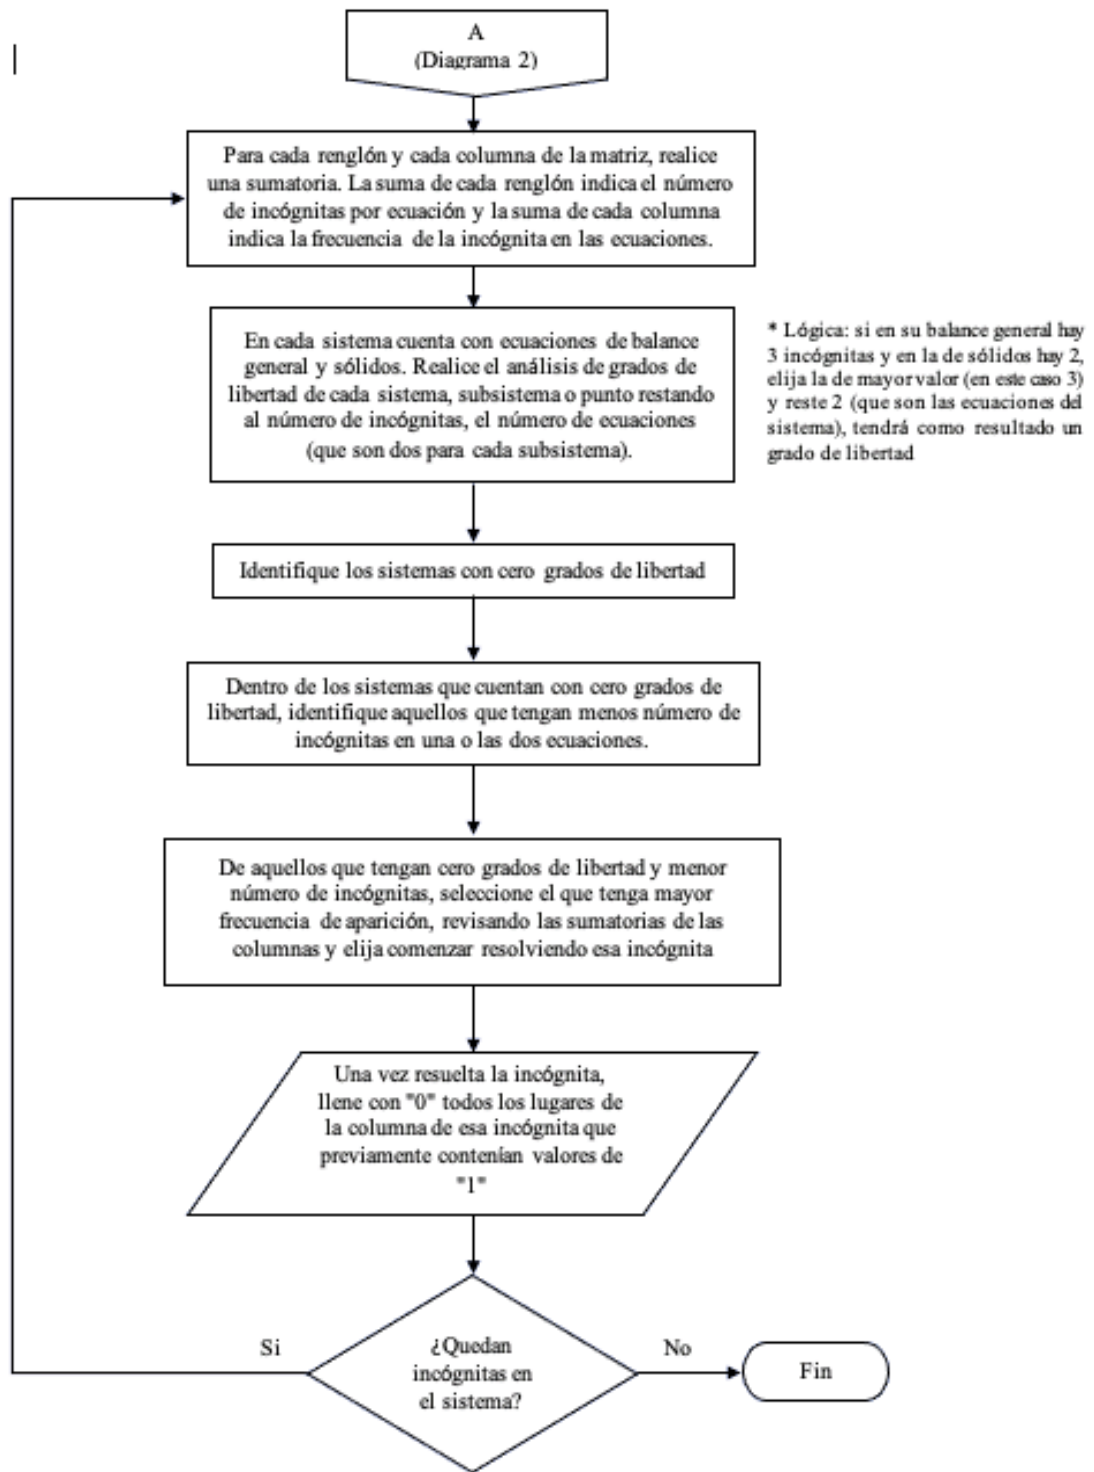 A
(Diagrama 2)
Para cada renglón y cada columna de la matriz, realice
una sumatoria. La suma de cada renglón indica el número
de incógnitas por ecuación y la suma de cada columna
indica la frecuencia de la incógnita en las ecuaciones.
En cada sistema cuenta con ecuaciones de balance
general y sólidos. Realice el análisis de grados de
libertad de cada sistema, subsistema o punto restando
al número de incógnitas, el número de ecuaciones
(que son dos para cada subsistema).
* Lógica: si en su balance general hay
3 incógnitas y en la de sólidos hay 2,
elija la de mayor valor (en este caso 3)
y reste 2 (que son las ecuaciones del
sistema), tendrá como resultado un
grado de libertad
Identifique los sistemas con cero grados de libertad
Dentro de los sistemas que cuentan con cero grados de
libertad, identifique aquellos que tengan menos número de
incógnitas en una o las dos ecuaciones.
De aquellos que tengan cero grados de libertad y menor
número de incógnitas, seleccione el que tenga mayor
frecuencia de aparición, revisando las sumatorias de las
columnas y elija comenzar resolviendo esa incógnita
Una vez resuelta la incógnita,
llene con "0" todos los lugares de
la columna de esa incógnita que
previamente contenían valores de
"1"
¿Quedan
incógnitas en
el sistema?
Si
No
Fin